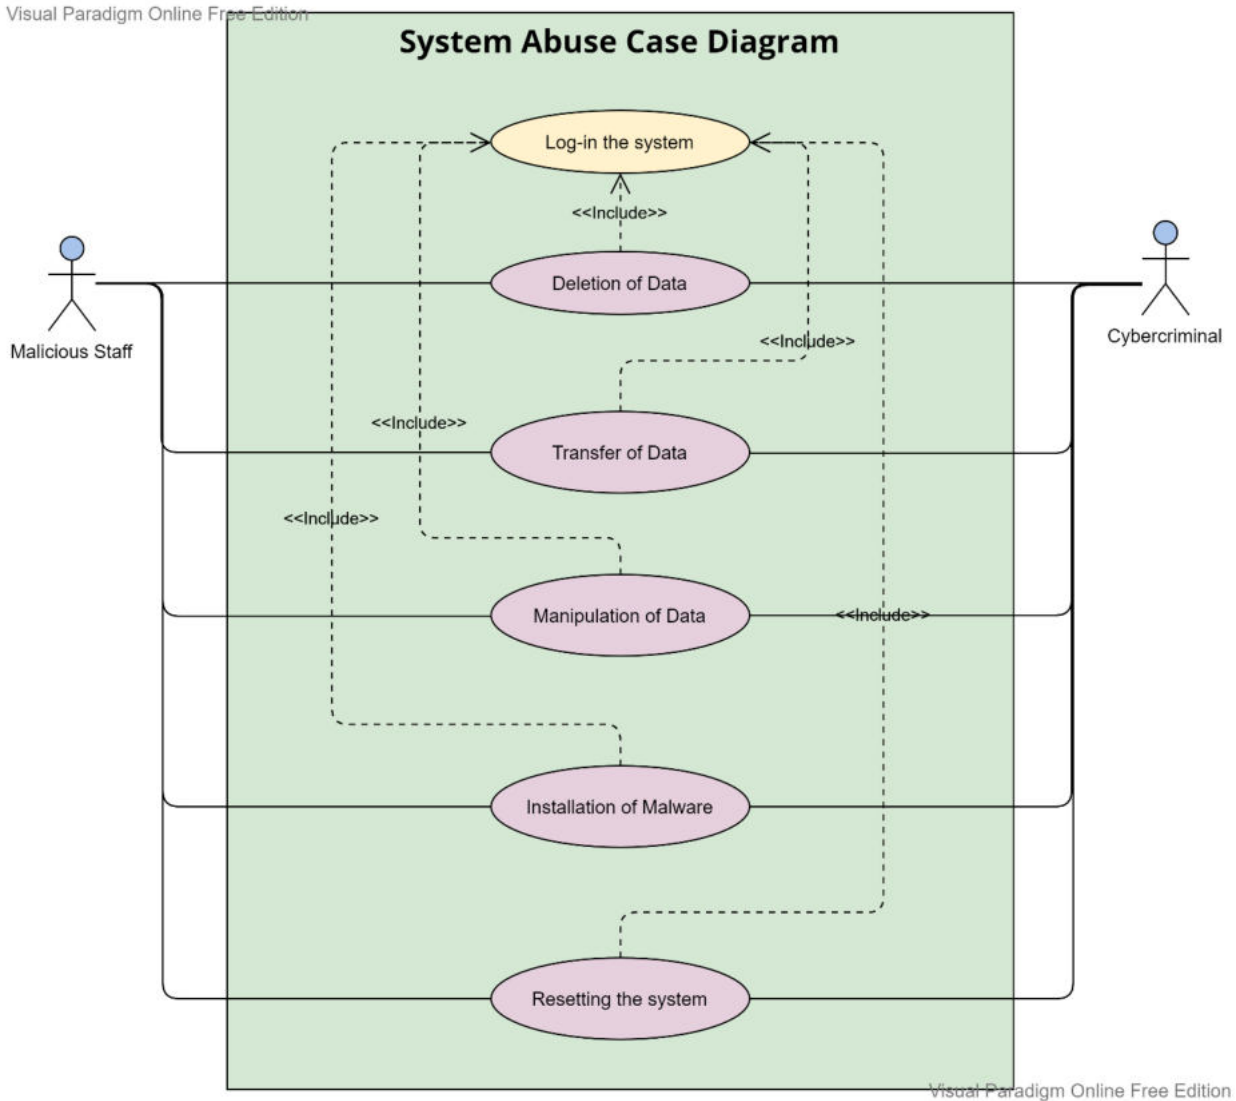 Visual Paradigm Online Free Edition
System Abuse Case Diagram
Log-in the system
<<Include>>
Deletion of Data
Malicious Staff
Cybercriminal
<<Include>>
<<Include>>
Transfer of Data
<<Include>>
Manipulation of Data
<<Include>>
Installation of Malware
Resetting the system
Visual Paradigm Online Free Edition